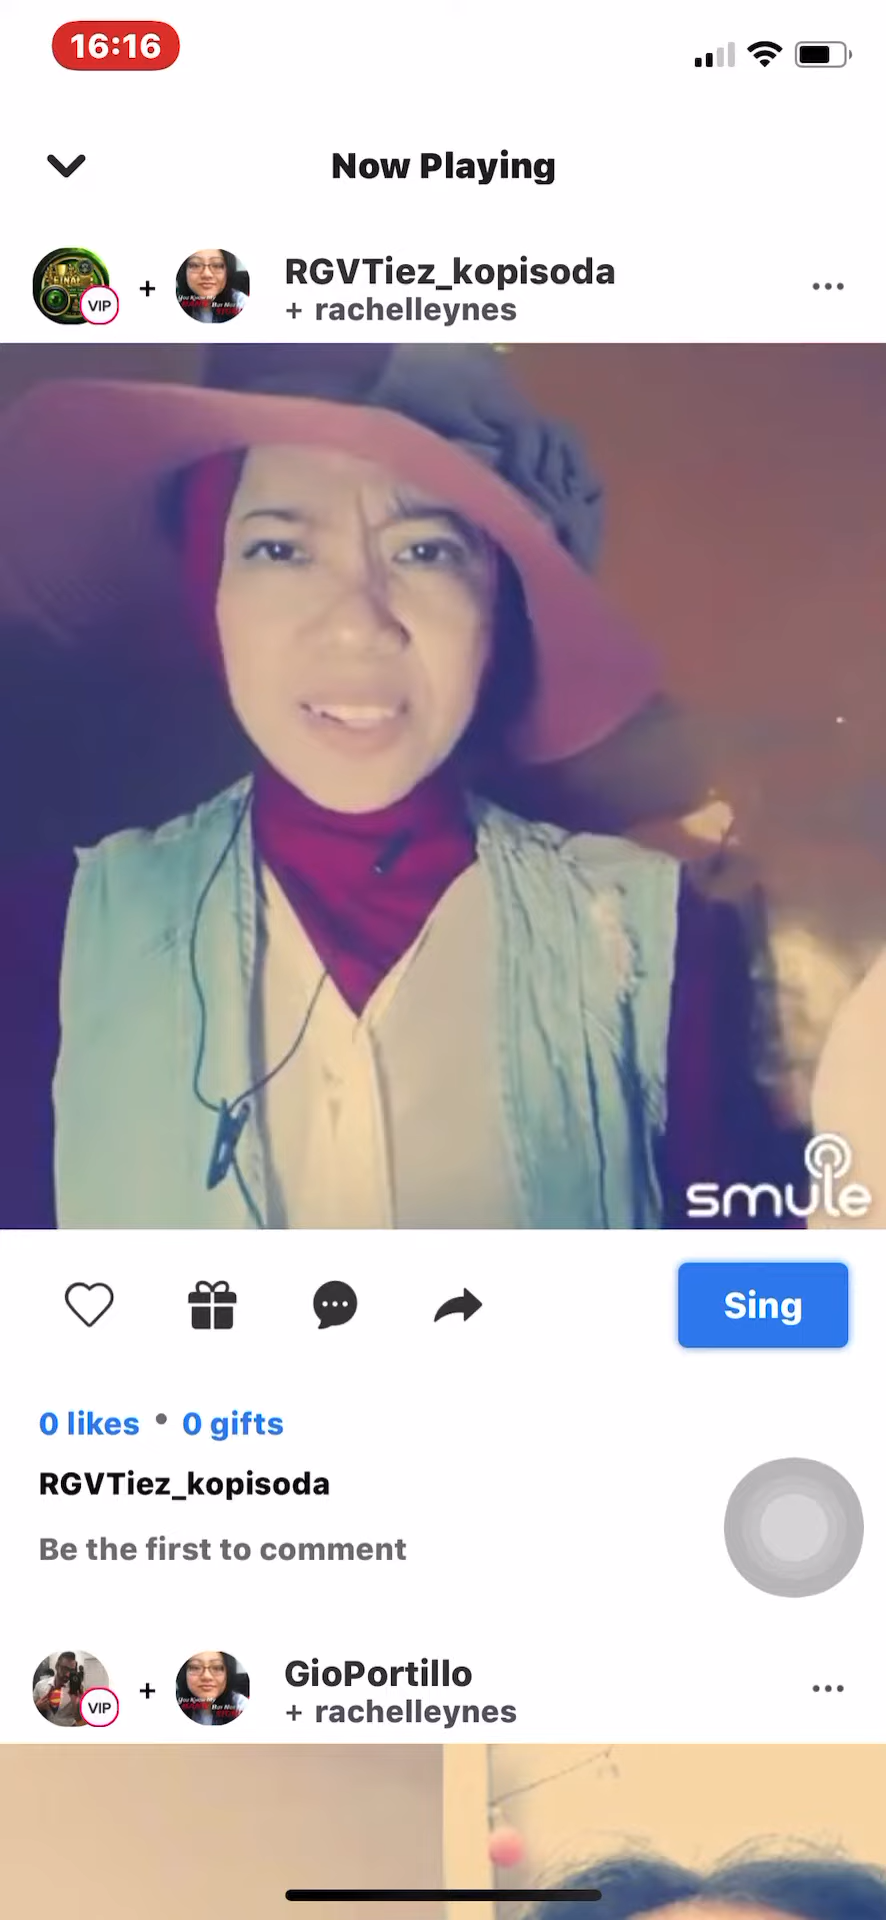 16:16
Now Playing
VIP
+
RGVTiez_kopisoda
+ rachelleynes
smule
Sing
0 likes • 0 gifts
RGVTiez_kopisoda
Be the first to comment
VIP
+
GioPortillo
+ rachelleynes